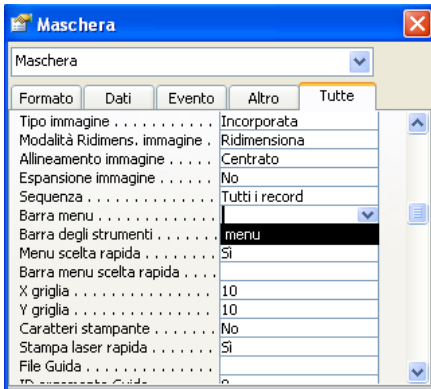 Maschera
Maschera
Formato Dati Evento Altro Tutte
Tipo immagine . . . . . . . . . . . Incorporata
Modalità Ridimens. immagine . Ridimensiona
Allineamento immagine . . . . . Centrato
Espansione immagine . . . . . . . No
Sequenza . . . . . . . . . . . . . . . Tutti i record
Barra menu . . . . . . . . . . . . . .
Barra degli strumenti . . . . . . . menu
Menu scelta rapida . . . . . . . . Sì
Barra menu scelta rapida . . . .
X griglia . . . . . . . . . . . . . . . . 10
Y griglia . . . . . . . . . . . . . . . . 10
Caratteri stampante . . . . . . . No
Stampa laser rapida . . . . . . . Sì
File Guida . . . . . . . . . . . . . . .